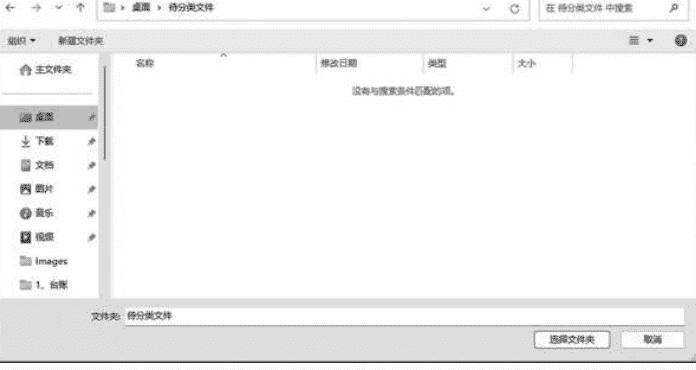 桌面 › 待分类文件
在 待分类文件 中搜索
组织 新建文件夹
主文件夹
名称 修改日期 类型 大小
没有与搜索条件匹配的项。
桌面
下载
文档
图片
音乐
视频
Images
1、台账
文件夹: 待分类文件
选择文件夹 取消